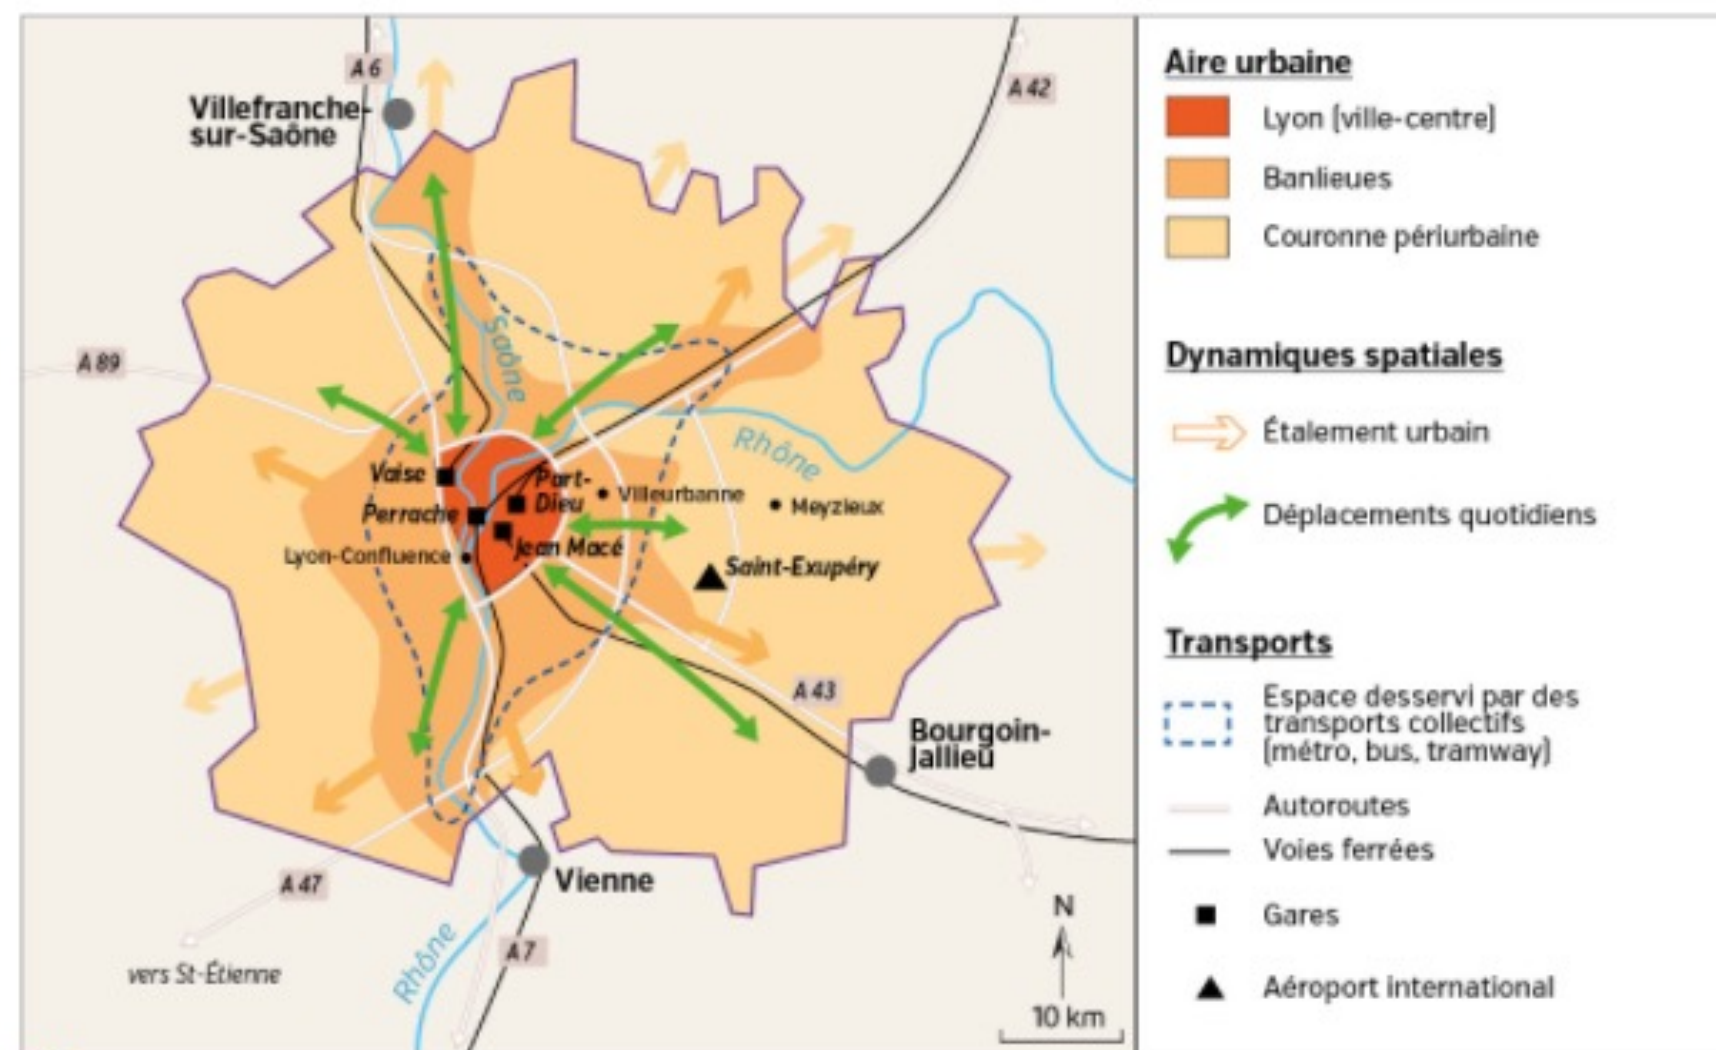 A 6
Villefranche-
sur-Saône
A 42
A 89
Saône
Rhône
Vaise
Part-
Dieu
Villeurbanne
Meyzieux
Perrache
Jean Macé
Lyon-Confluence
Saint-Exupéry
A 43
Bourgoin-
Jallieu
A 47
Vienne
A 7
Rhône
vers St-Étienne
N
10 km
Aire urbaine
Lyon (ville-centre)
Banlieues
Couronne périurbaine
Dynamiques spatiales
Étalement urbain
Déplacements quotidiens
Transports
Espace desservi par des
transports collectifs
(métro, bus, tramway)
Autoroutes
Voies ferrées
Gares
Aéroport international